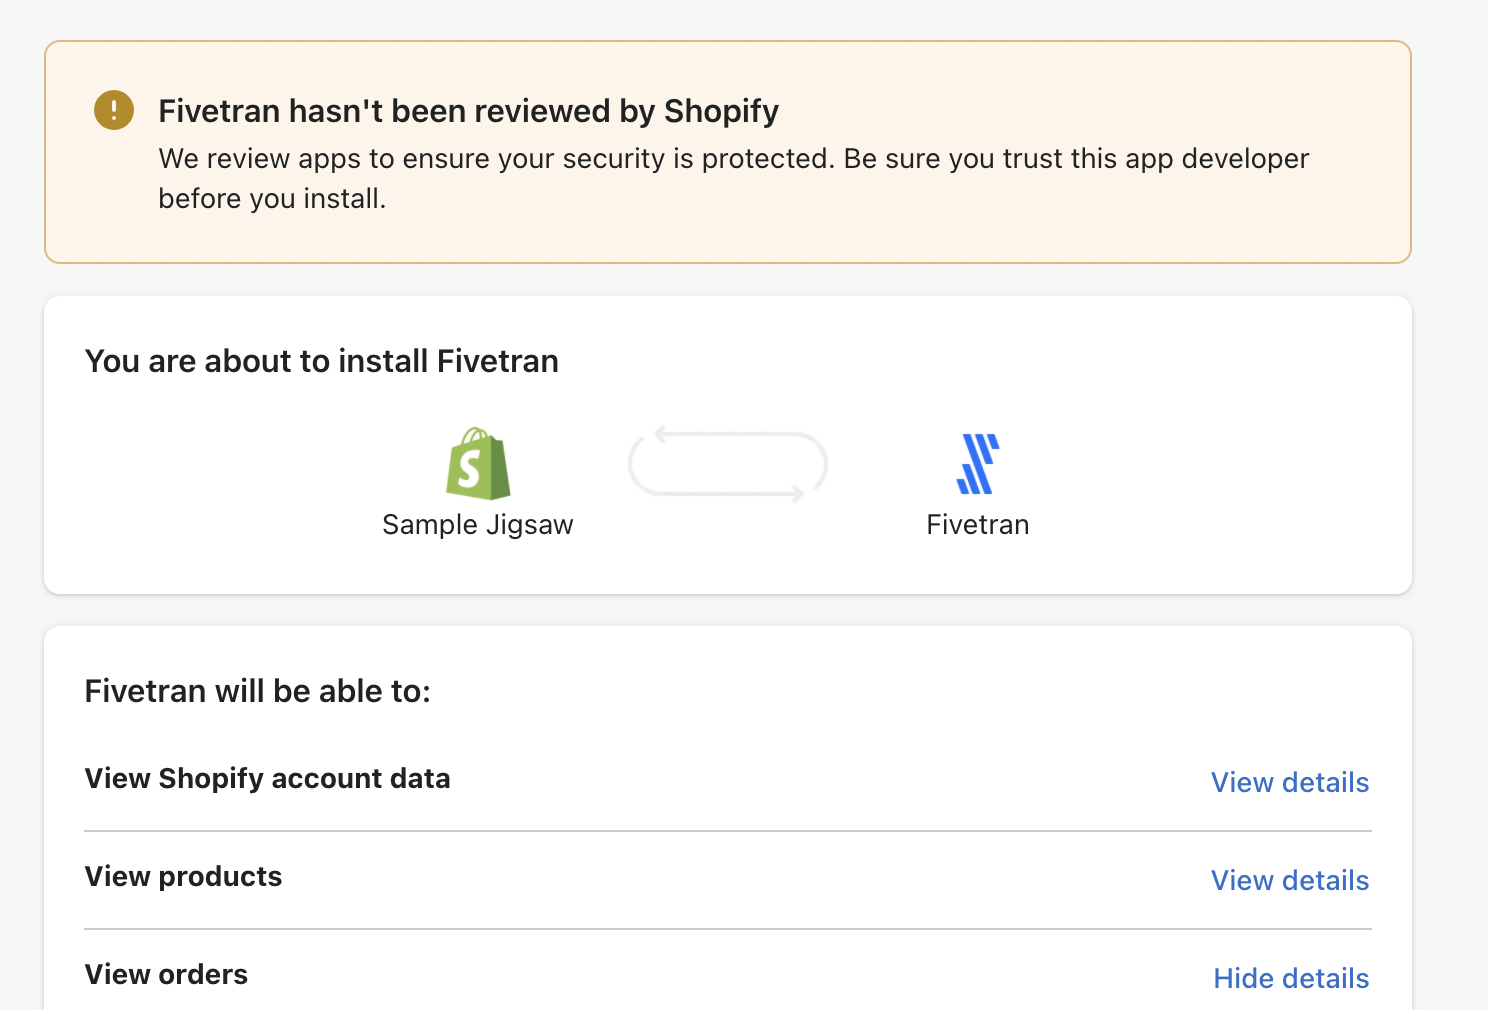 Fivetran hasn't been reviewed by Shopify
We review apps to ensure your security is protected. Be sure you trust this app developer
before you install.
You are about to install Fivetran
Sample Jigsaw
Fivetran
Fivetran will be able to:
View Shopify account data
View details
View products
View details
View orders
Hide details